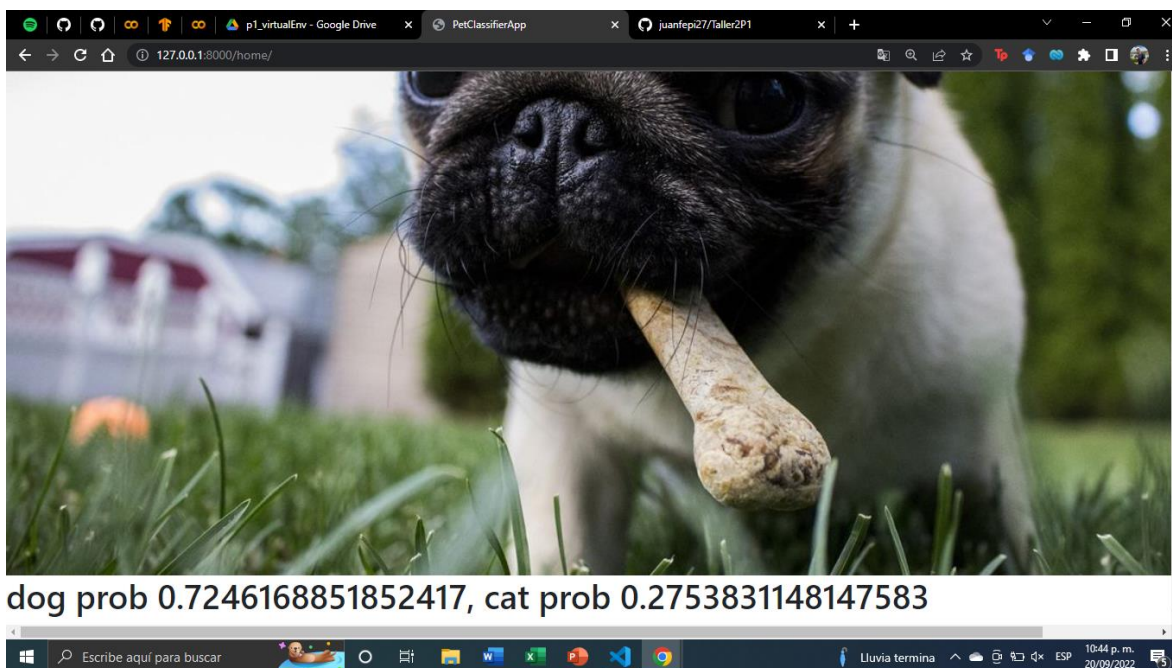 p1_virtualEnv - Google Drive
PetClassifierApp
juanfepi27/Taller2P1
127.0.0.1:8000/home/
Tp
dog prob 0.7246168851852417, cat prob 0.2753831148147583
Escribe aquí para buscar
Lluvia termina
ESP
10:44 p. m.
20/09/2022